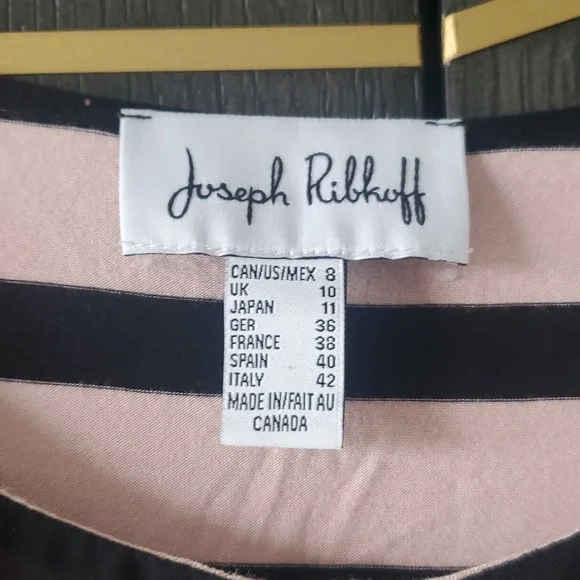 Joseph Ribkoff
CAN/US/MEX 8
UK 10
JAPAN 11
GER 36
FRANCE 38
SPAIN 40
ITALY 42
MADE IN/FAIT AU
CANADA